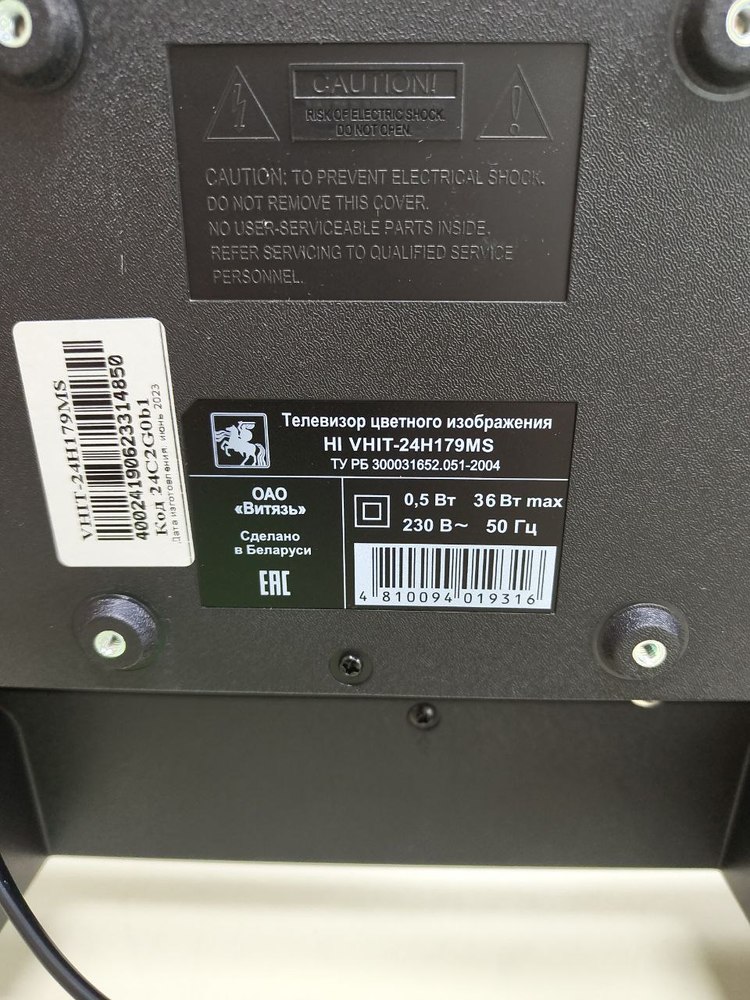 CAUTION!
RISK OF ELECTRIC SHOCK.
DO NOT OPEN.
CAUTION: TO PREVENT ELECTRICAL SHOCK.
DO NOT REMOVE THIS COVER.
NO USER-SERVICEABLE PARTS INSIDE.
REFER SERVICING TO QUALIFIED SERVICE
PERSONNEL.
VHIT-24H179MS
40024190623314850
Код 24C2G0b1
Дата изготовления июнь 2023
Телевизор цветного изображения
HI VHIT-24H179MS
ТУ РБ 300031652.051-2004
ОАО
«Витязь»
Сделано
в Беларуси
EAC
0,5 Вт 36 Вт max
230 В~ 50 Гц
4 810094 019316